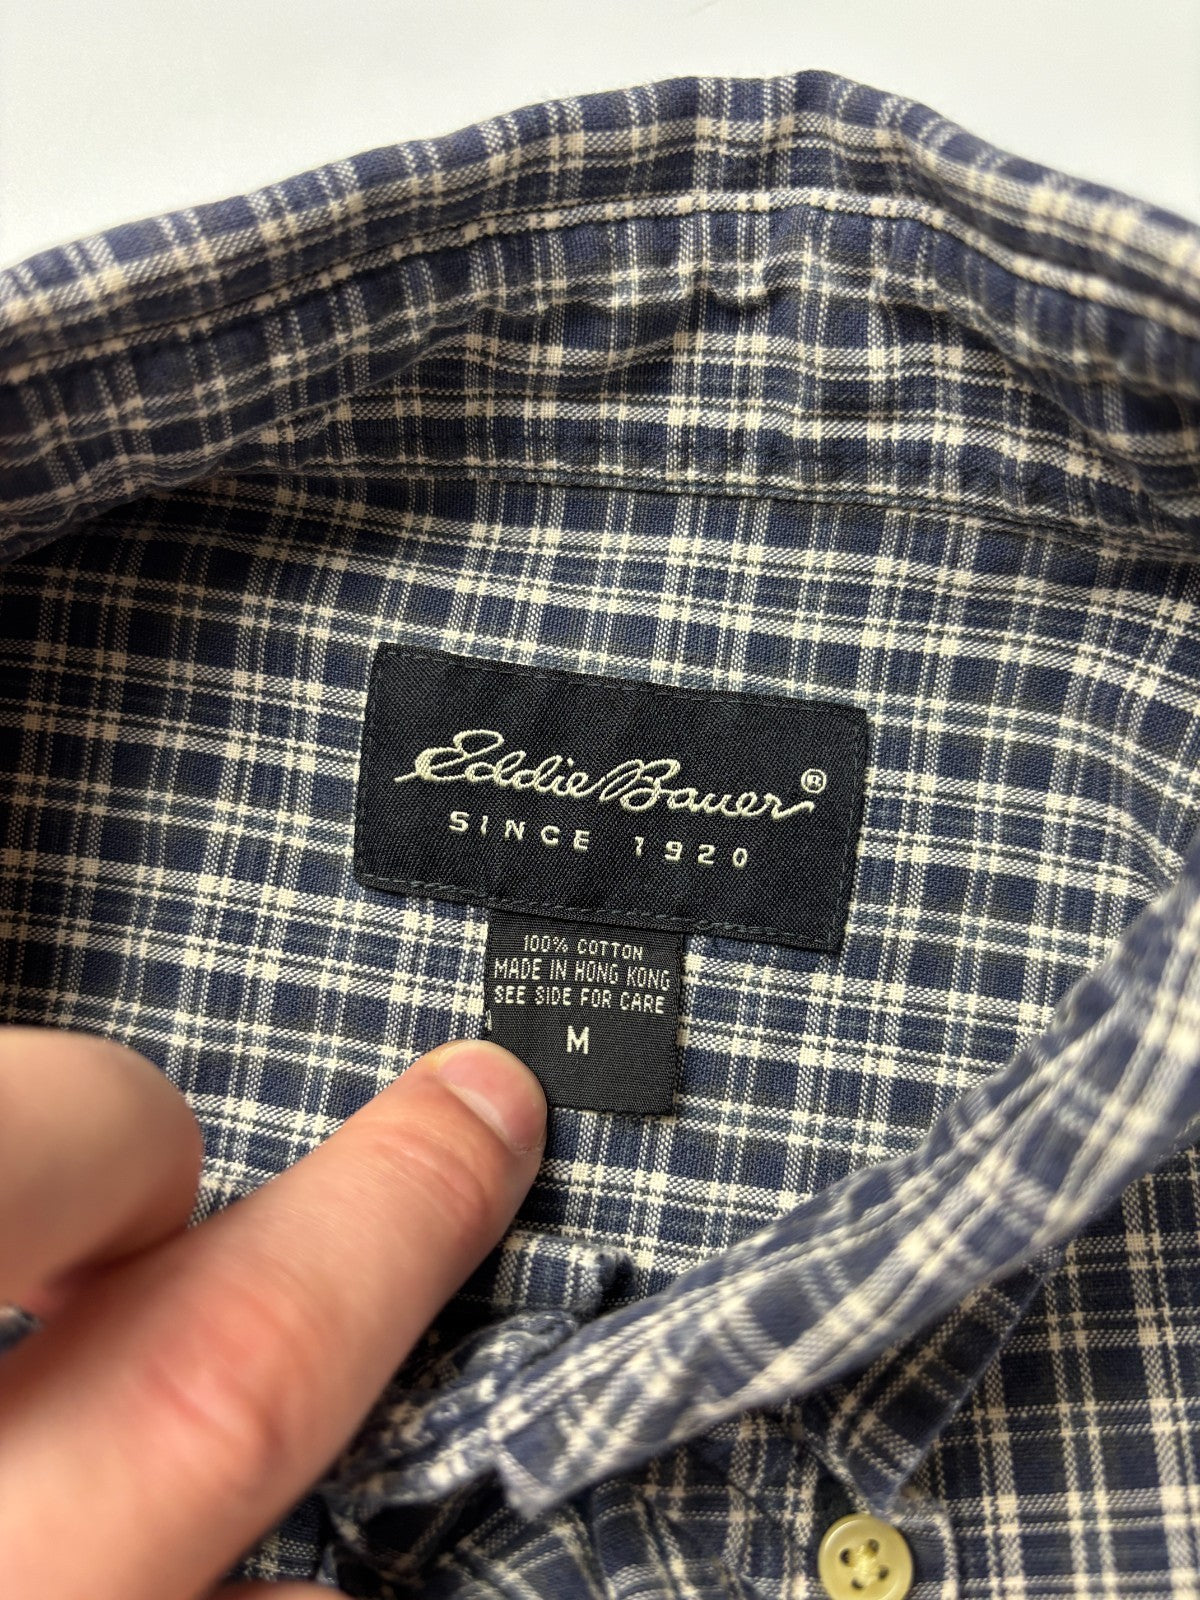 Eddie Bauer®
SINCE 1920
100% COTTON
MADE IN HONG KONG
SEE SIDE FOR CARE
M